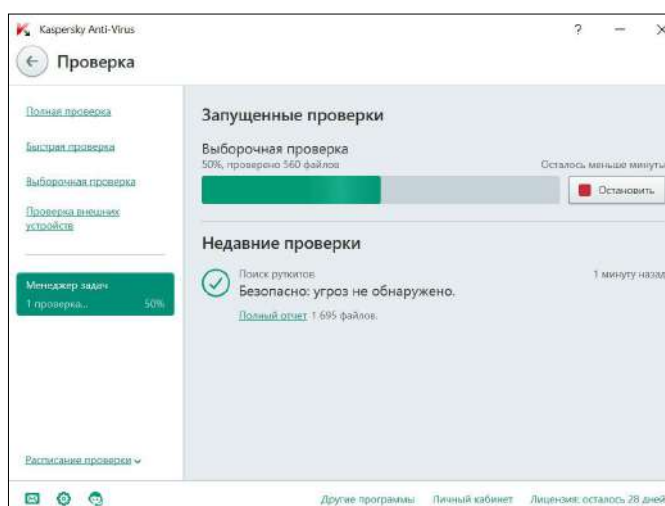 Kaspersky Anti-Virus
?
Проверка
Полная проверка
Быстрая проверка
Выборочная проверка
Проверка внешних
устройств
Менеджер задач
1 проверка... 50%
Расписание проверки
Запущенные проверки
Выборочная проверка
50%, проверено 560 файлов
Осталось меньше минуты
Остановить
Недавние проверки
Поиск руткитов
1 минуту назад
Безопасно: угроз не обнаружено.
Полный отчет 1 695 файлов.
Другие программы
Личный кабинет
Лицензия: осталось 28 дней